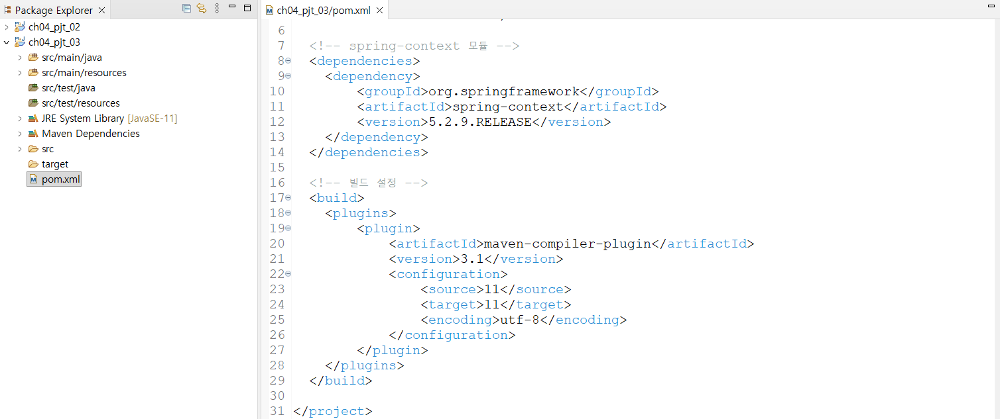 Package Explorer
ch04_pjt_02
ch04_pjt_03
src/main/java
src/main/resources
src/test/java
src/test/resources
JRE System Library [JavaSE-11]
Maven Dependencies
src
target
pom.xml
ch04_pjt_03/pom.xml
6
7 <!-- spring-context 모듈 -->
8 <dependencies>
9 <dependency>
10 <groupId>org.springframework</groupId>
11 <artifactId>spring-context</artifactId>
12 <version>5.2.9.RELEASE</version>
13 </dependency>
14 </dependencies>
15
16 <!-- 빌드 설정 -->
17 <build>
18 <plugins>
19 <plugin>
20 <artifactId>maven-compiler-plugin</artifactId>
21 <version>3.1</version>
22 <configuration>
23 <source>11</source>
24 <target>11</target>
25 <encoding>utf-8</encoding>
26 </configuration>
27 </plugin>
28 </plugins>
29 </build>
30
31 </project>